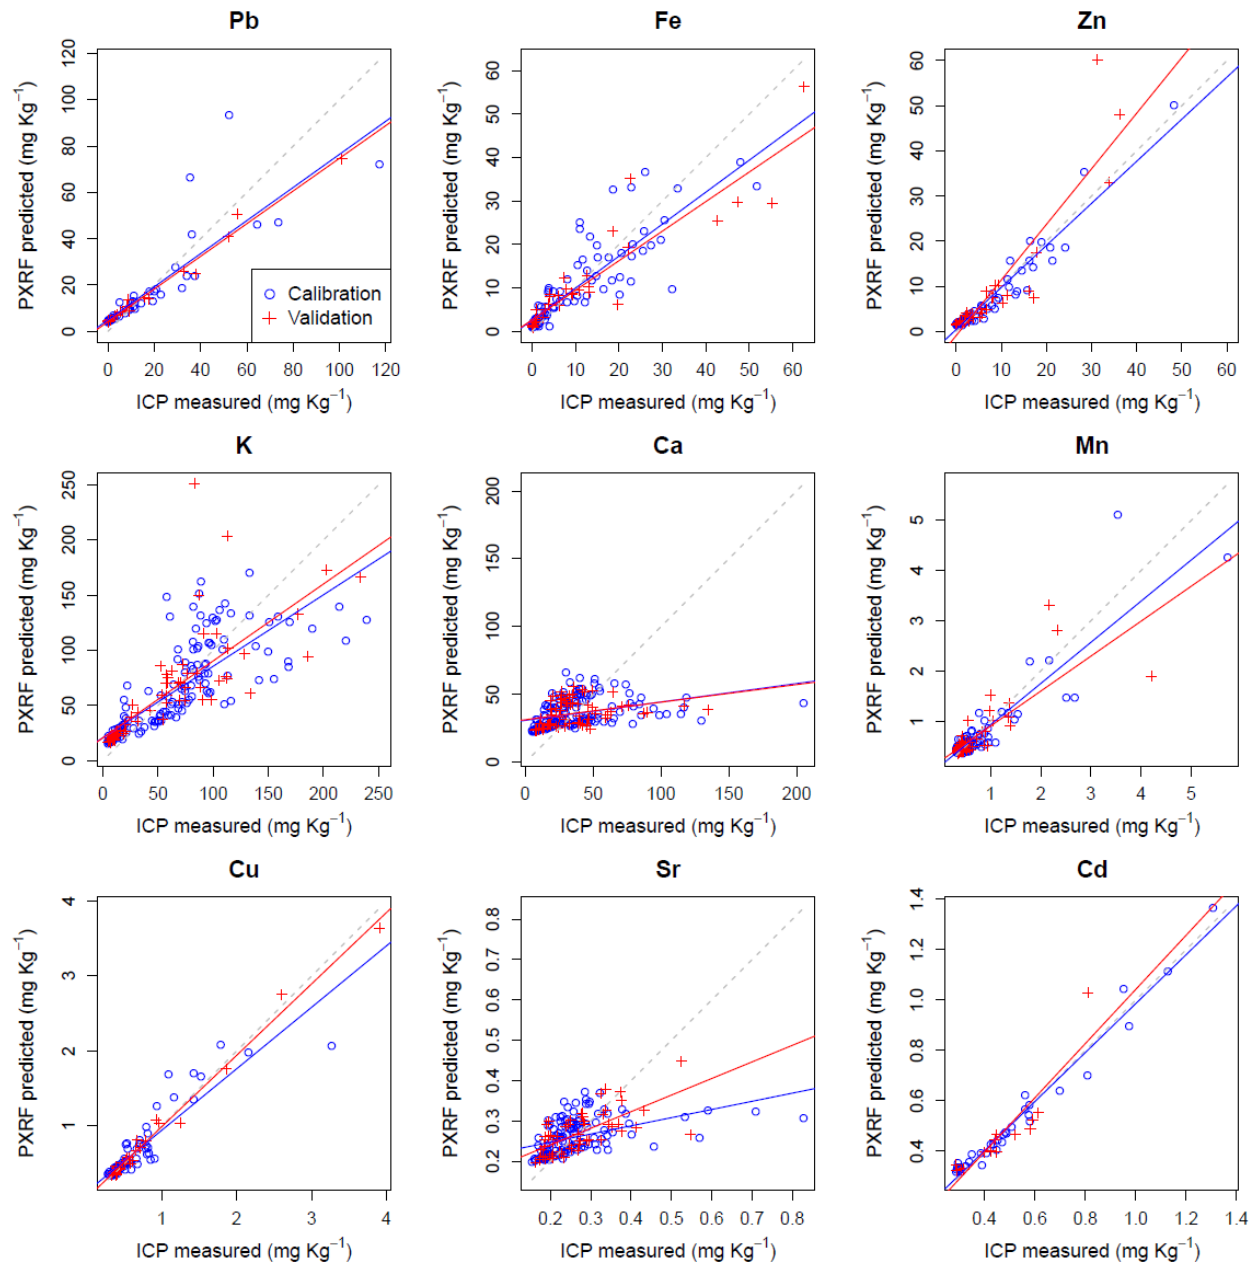 Pb
Fe
Zn
PXRF predicted (mg Kg⁻¹)
0 20 40 60 80 100 120
0 20 40 60 80 100 120
ICP measured (mg Kg⁻¹)
Calibration
Validation
PXRF predicted (mg Kg⁻¹)
0 10 20 30 40 50 60
0 10 20 30 40 50 60
ICP measured (mg Kg⁻¹)
PXRF predicted (mg Kg⁻¹)
0 10 20 30 40 50 60
0 10 20 30 40 50 60
ICP measured (mg Kg⁻¹)
K
Ca
Mn
PXRF predicted (mg Kg⁻¹)
0 50 100 150 200 250
0 50 100 150 200 250
ICP measured (mg Kg⁻¹)
PXRF predicted (mg Kg⁻¹)
0 50 100 150 200
0 50 100 150 200
ICP measured (mg Kg⁻¹)
PXRF predicted (mg Kg⁻¹)
1 2 3 4 5
1 2 3 4 5
ICP measured (mg Kg⁻¹)
Cu
Sr
Cd
PXRF predicted (mg Kg⁻¹)
1 2 3 4
1 2 3 4
ICP measured (mg Kg⁻¹)
PXRF predicted (mg Kg⁻¹)
0.2 0.3 0.4 0.5 0.6 0.7 0.8
0.2 0.3 0.4 0.5 0.6 0.7 0.8
ICP measured (mg Kg⁻¹)
PXRF predicted (mg Kg⁻¹)
0.4 0.6 0.8 1.0 1.2 1.4
0.4 0.6 0.8 1.0 1.2 1.4
ICP measured (mg Kg⁻¹)